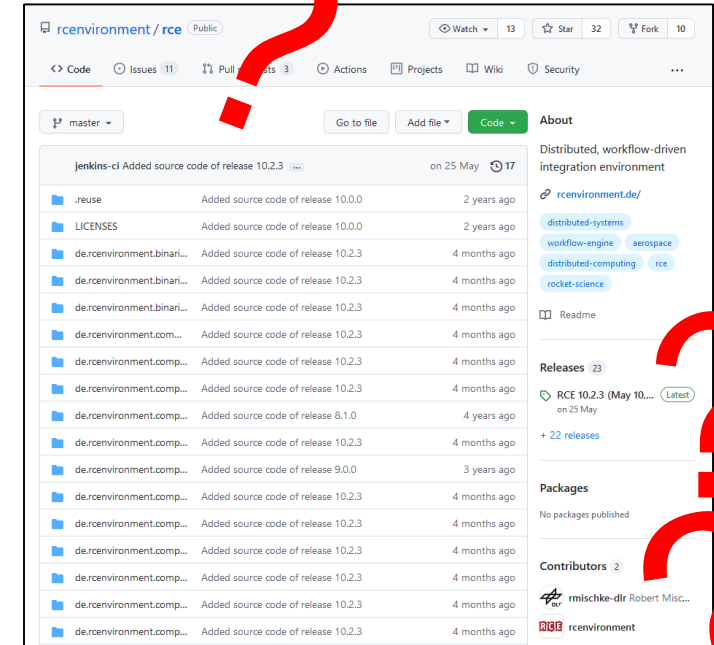 rcenvironment / rce Public
Watch 13 Star 32 Fork 10
Code Issues 11 Pull 3 Actions Projects Wiki Security ...
master Go to file Add file Code
jenkins-ci Added source code of release 10.2.3 ... on 25 May 17
.reuse Added source code of release 10.0.0 2 years ago
LICENSES Added source code of release 10.0.0 2 years ago
de.rcenvironment.binari... Added source code of release 10.2.3 4 months ago
de.rcenvironment.binari... Added source code of release 10.2.3 4 months ago
de.rcenvironment.binari... Added source code of release 10.2.3 4 months ago
de.rcenvironment.com... Added source code of release 10.2.3 4 months ago
de.rcenvironment.comp... Added source code of release 10.2.3 4 months ago
de.rcenvironment.comp... Added source code of release 10.2.3 4 months ago
de.rcenvironment.comp... Added source code of release 8.1.0 4 years ago
de.rcenvironment.comp... Added source code of release 10.2.3 4 months ago
de.rcenvironment.comp... Added source code of release 9.0.0 3 years ago
de.rcenvironment.comp... Added source code of release 10.2.3 4 months ago
de.rcenvironment.comp... Added source code of release 10.2.3 4 months ago
de.rcenvironment.comp... Added source code of release 10.2.3 4 months ago
de.rcenvironment.comp... Added source code of release 10.2.3 4 months ago
de.rcenvironment.comp... Added source code of release 10.2.3 4 months ago
de.rcenvironment.comp... Added source code of release 10.2.3 4 months ago
About
Distributed, workflow-driven
integration environment
rcenvironment.de/
distributed-systems
workflow-engine aerospace
distributed-computing rce
rocket-science
Readme
Releases 23
RCE 10.2.3 (May 10,... Latest
on 25 May
+ 22 releases
Packages
No packages published
Contributors 2
DLR rmischke-dlr Robert Misc...
RCE rcenvironment